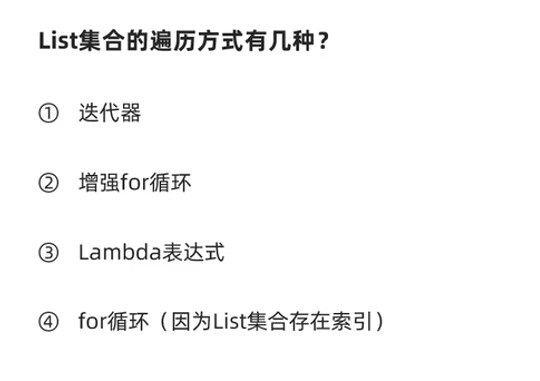 List集合的遍历方式有几种？
① 迭代器
② 增强for循环
③ Lambda表达式
④ for循环（因为List集合存在索引）